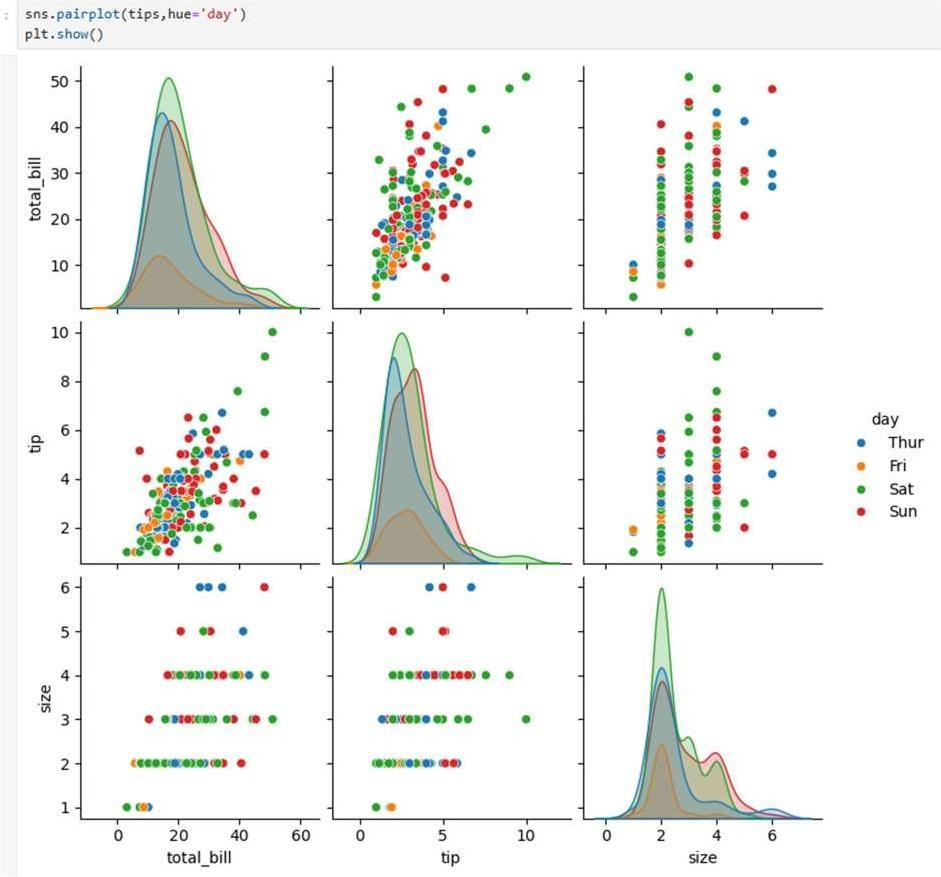 :
sns.pairplot(tips,hue='day')
plt.show()
50
40
30
20
10
total_bill
10
8
6
4
2
tip
day
Thur
Fri
Sat
Sun
6
5
4
3
2
1
size
0 20 40 60
0 5 10
0 2 4 6
total_bill
tip
size